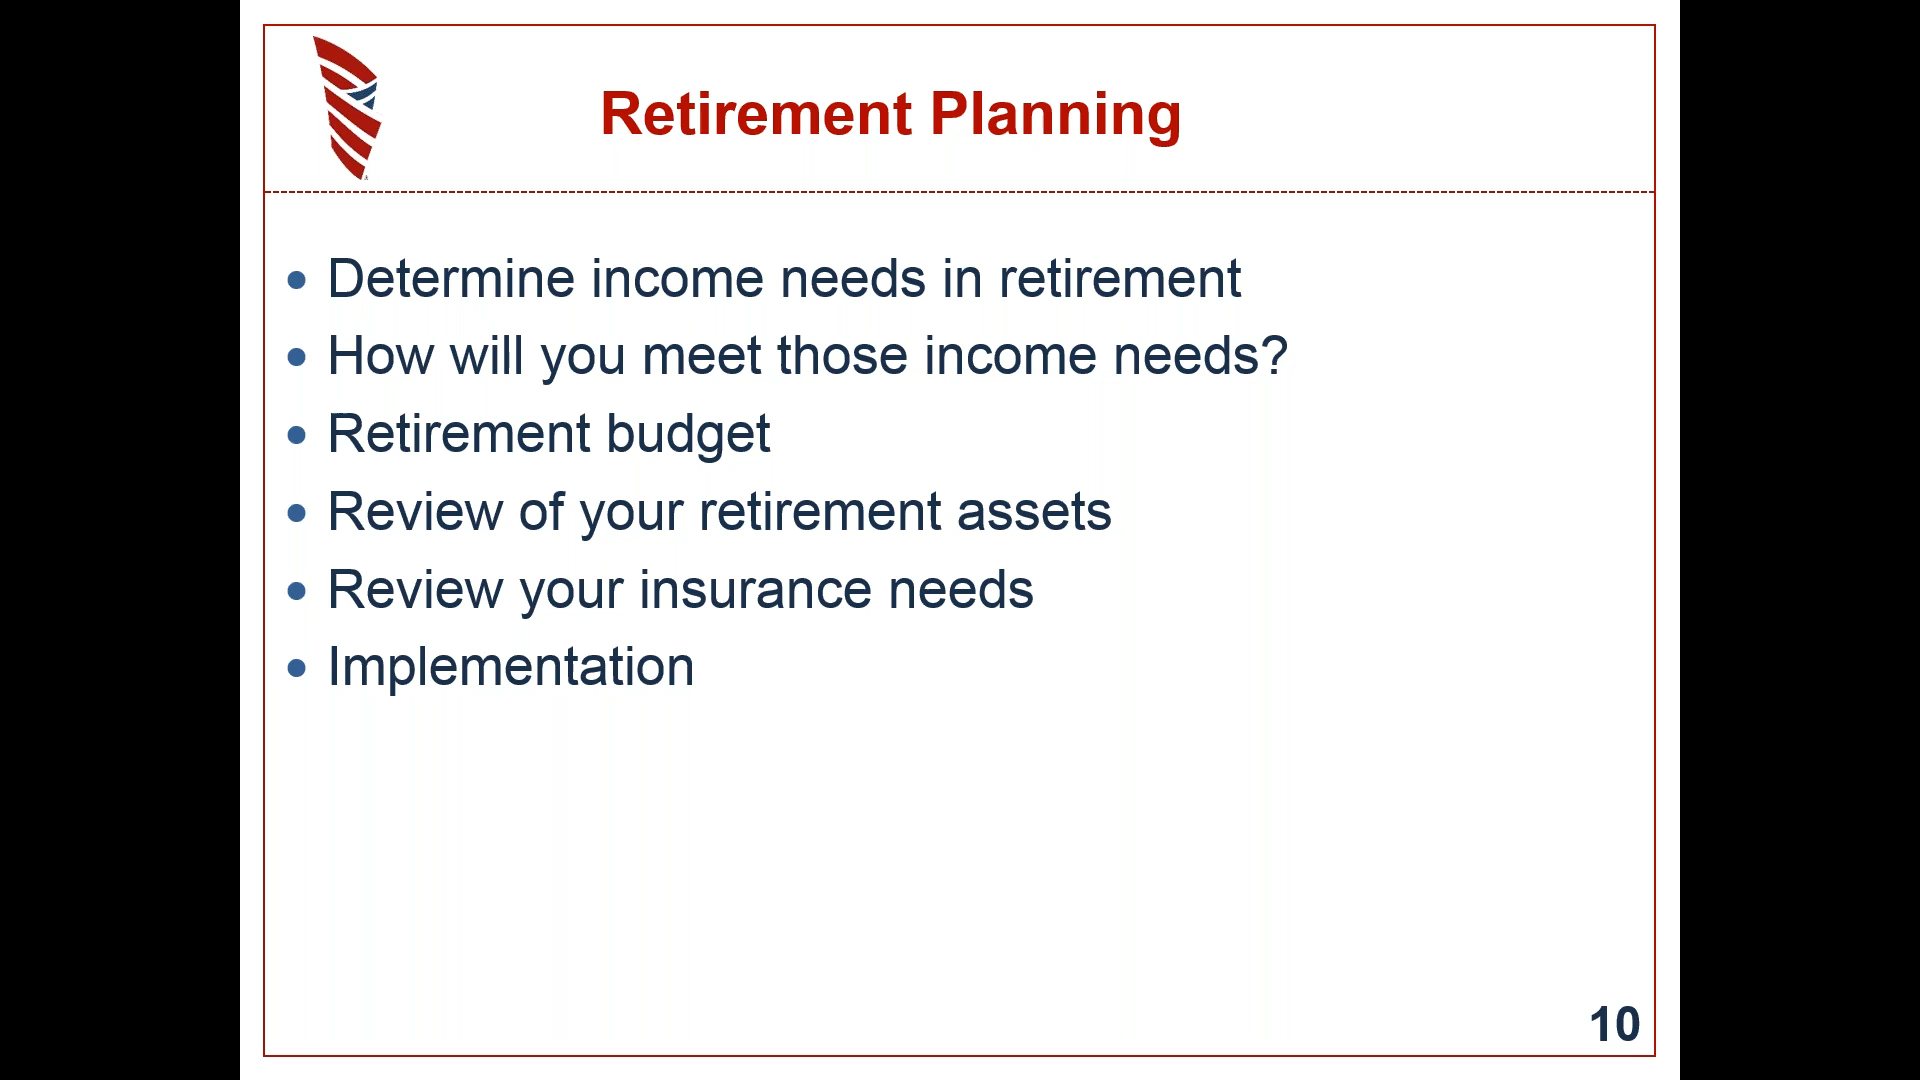 Retirement Planning
Determine income needs in retirement
How will you meet those income needs?
Retirement budget
Review of your retirement assets
Review your insurance needs
Implementation
10